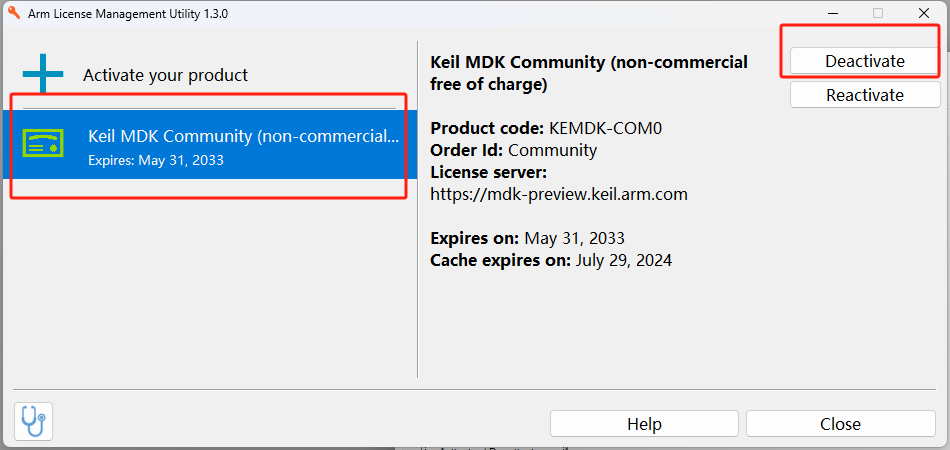 Arm License Management Utility 1.3.0
Activate your product
Keil MDK Community (non-commercial...
Expires: May 31, 2033
Keil MDK Community (non-commercial
free of charge)
Product code: KEMDK-COM0
Order Id: Community
License server:
https://mdk-preview.keil.arm.com
Expires on: May 31, 2033
Cache expires on: July 29, 2024
Deactivate
Reactivate
Help
Close